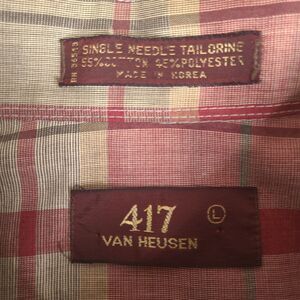 SINGLE NEEDLE TAILORING
55% COTTON 45% POLYESTER
MADE IN KOREA
417
L
VAN HEUSEN